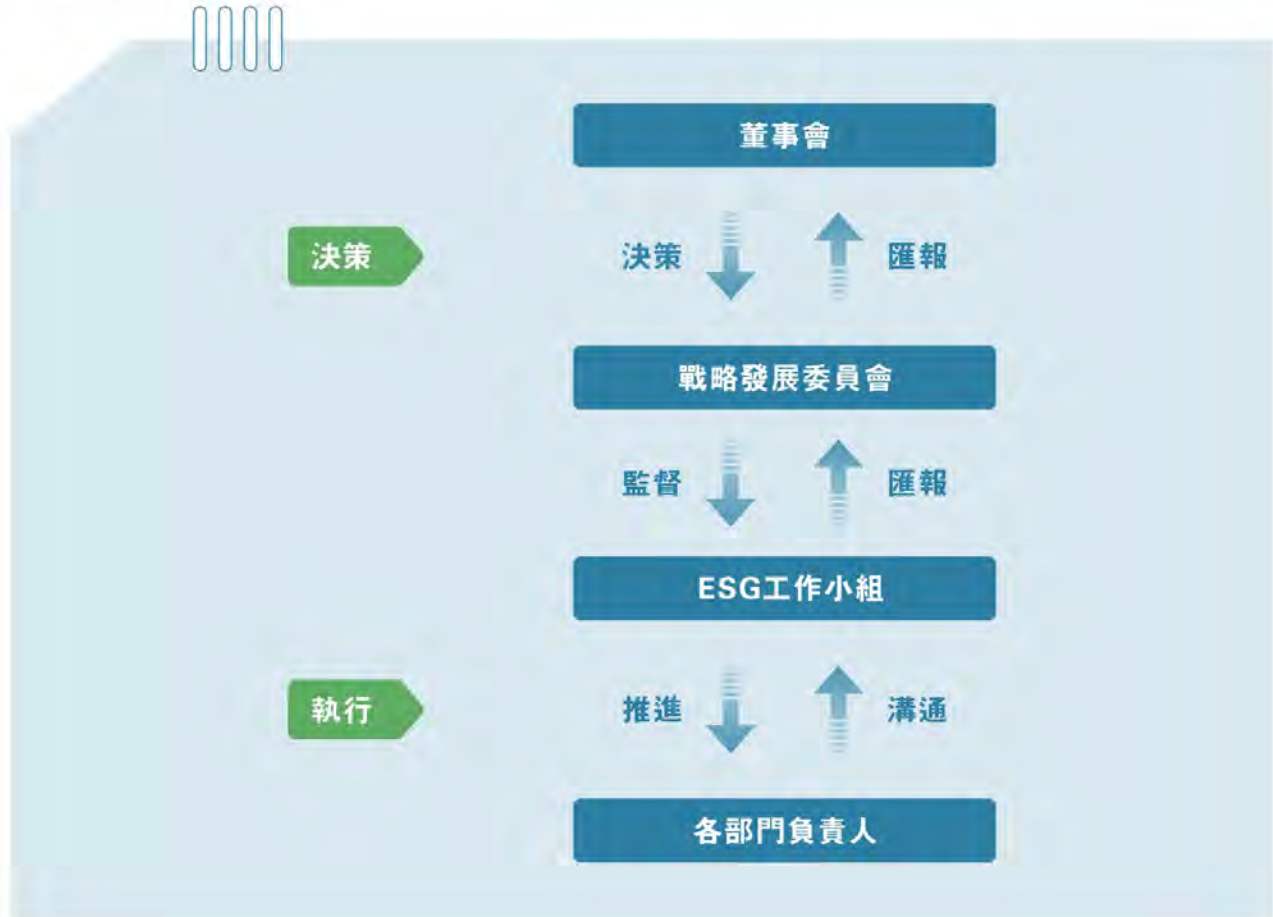 董事會
決策
決策
匯報
戰略發展委員會
監督
匯報
ESG工作小組
執行
推進
溝通
各部門負責人